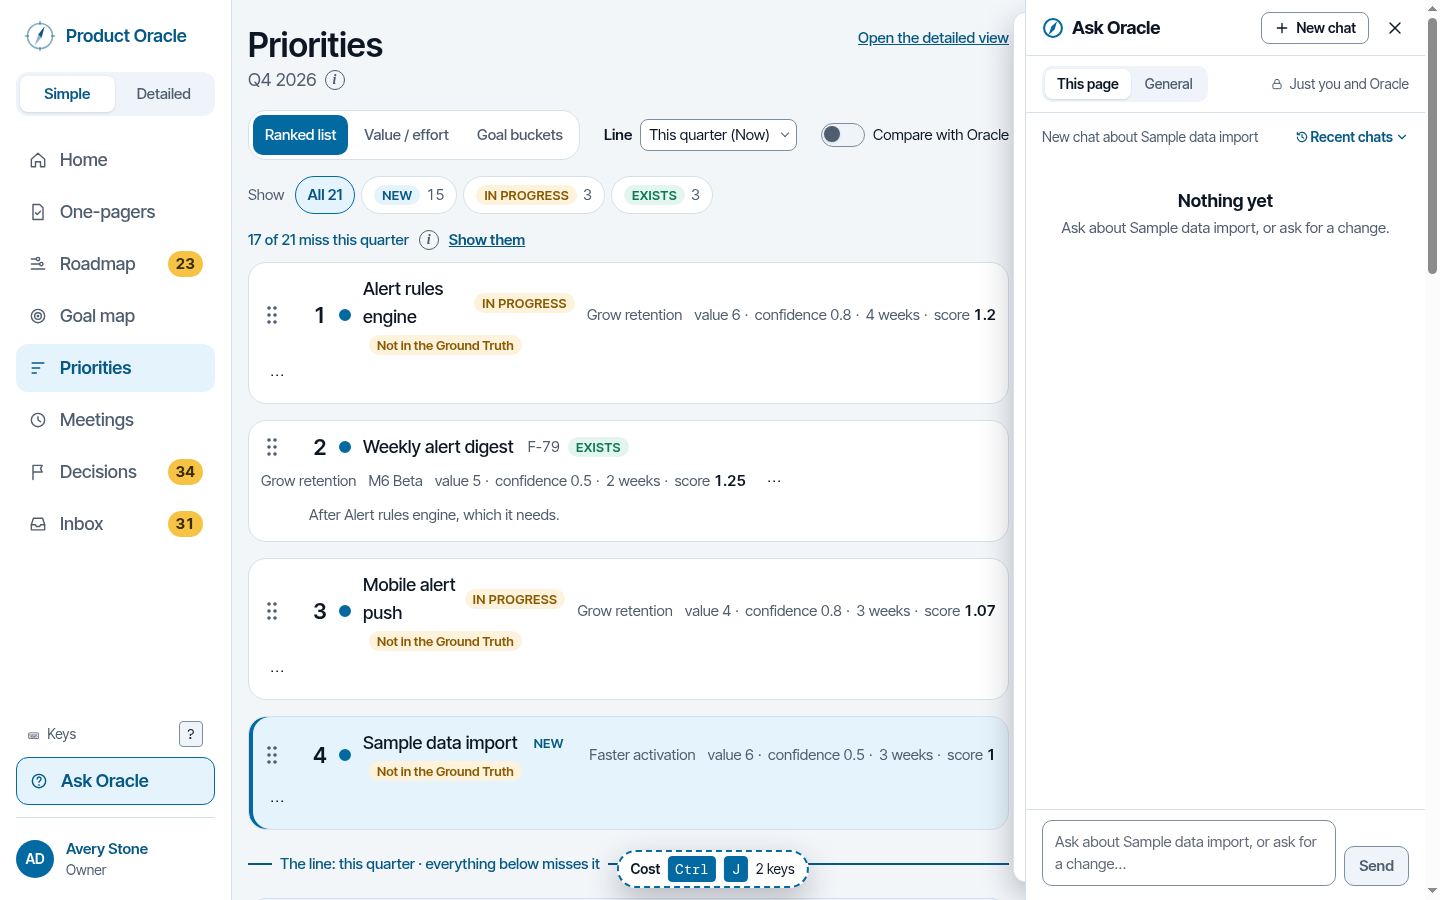 Product Oracle
Simple
Detailed
Home
One-pagers
Roadmap 23
Goal map
Priorities
Meetings
Decisions 34
Inbox 31
Keys ?
Ask Oracle
AD
Avery Stone
Owner
Priorities
Open the detailed view
Q4 2026 i
Ranked list Value / effort Goal buckets Line This quarter (Now) Compare with Oracle
Show All 21 NEW 15 IN PROGRESS 3 EXISTS 3
17 of 21 miss this quarter i Show them
1 Alert rules engine IN PROGRESS Grow retention value 6 · confidence 0.8 · 4 weeks · score 1.2
Not in the Ground Truth
...
2 Weekly alert digest F-79 EXISTS
Grow retention M6 Beta value 5 · confidence 0.5 · 2 weeks · score 1.25 ...
After Alert rules engine, which it needs.
3 Mobile alert push IN PROGRESS Grow retention value 4 · confidence 0.8 · 3 weeks · score 1.07
Not in the Ground Truth
...
4 Sample data import NEW Faster activation value 6 · confidence 0.5 · 3 weeks · score 1
Not in the Ground Truth
...
The line: this quarter · everything below misses it
Cost Ctrl J 2 keys
Ask Oracle + New chat
This page General Just you and Oracle
New chat about Sample data import Recent chats
Nothing yet
Ask about Sample data import, or ask for a change.
Ask about Sample data import, or ask for
a change...
Send